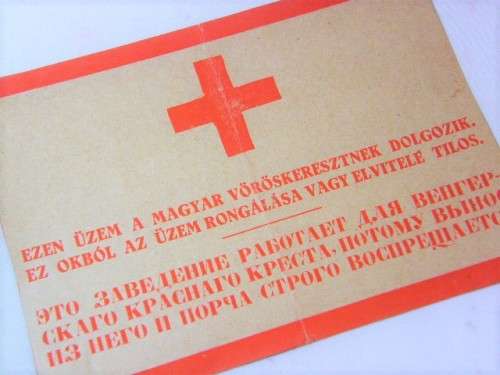 EZEN ÜZEM A MAGYAR VÖRÖSKERESZTNEK DOLGOZIK.
EZ OKBÓL AZ ÜZEM RONGÁLÁSA VAGY ELVITELE TILOS.
ЭТО ЗАВЕДЕНИЕ РАБОТАЕТ ДЛЯ ВЕНГЕР-
СКАГО КРАСНАГО КРЕСТА, ПОТОМУ ВЫНОС
ИЗ НЕГО И ПОРЧА СТРОГО ВОСПРЕЩАЕТС